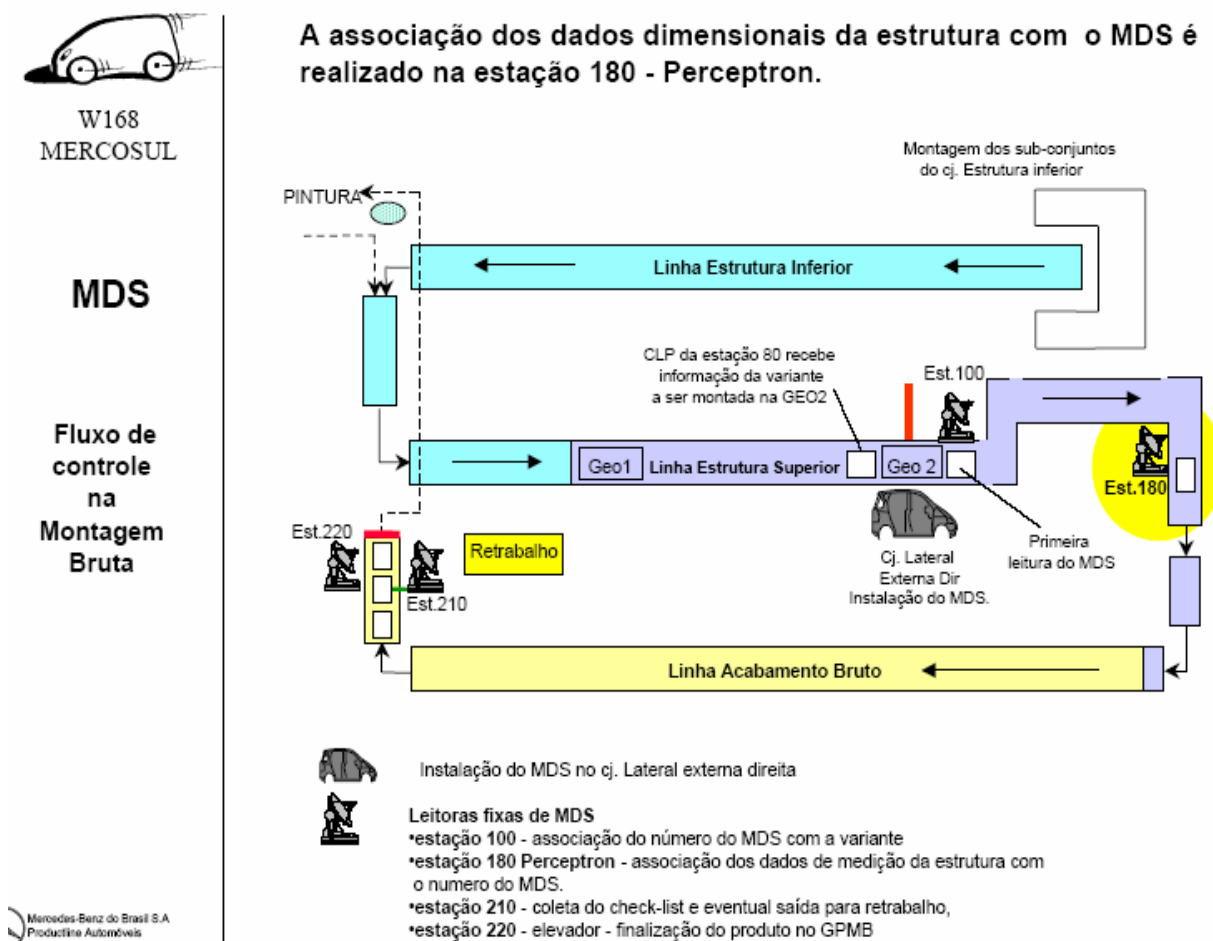 A associação dos dados dimensionais da estrutura com o MDS é
realizado na estação 180 - Perceptron.
W168
MERCOSUL
MDS
Fluxo de
controle
na
Montagem
Bruta
Montagem dos sub-conjuntos
do cj. Estrutura inferior
PINTURA
Linha Estrutura Inferior
CLP da estação 80 recebe
informação da variante
a ser montada na GEO2
Est.100
Geo1
Linha Estrutura Superior
Geo 2
Est.180
Primeira
leitura do MDS
Cj. Lateral
Externa Dir
Instalação do MDS.
Est.220
Retrabalho
Est.210
Linha Acabamento Bruto
Instalação do MDS no cj. Lateral externa direita
Leitoras fixas de MDS
•estação 100 - associação do número do MDS com a variante
•estação 180 Perceptron - associação dos dados de medição da estrutura com
o numero do MDS.
•estação 210 - coleta do check-list e eventual saída para retrabalho,
•estação 220 - elevador - finalização do produto no GPMB
Mercedes-Benz do Brasil S.A
Productline Automóveis